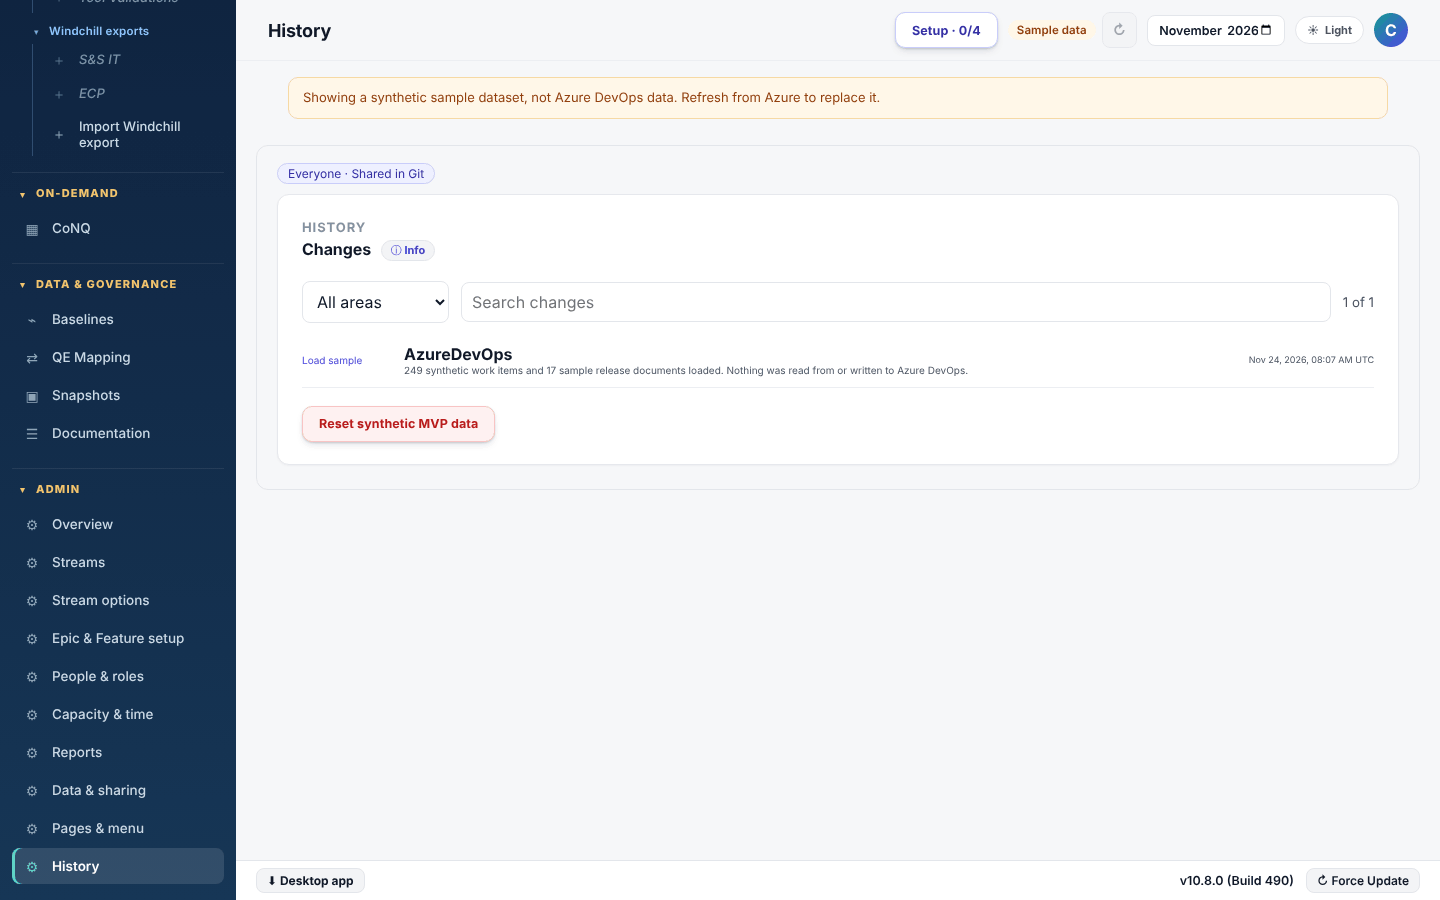 Windchill exports
S&S IT
ECP
Import Windchill
export
ON-DEMAND
CoNQ
DATA & GOVERNANCE
Baselines
QE Mapping
Snapshots
Documentation
ADMIN
Overview
Streams
Stream options
Epic & Feature setup
People & roles
Capacity & time
Reports
Data & sharing
Pages & menu
History
History
Setup · 0/4
Sample data
November 2026
Light
C
Showing a synthetic sample dataset, not Azure DevOps data. Refresh from Azure to replace it.
Everyone · Shared in Git
HISTORY
Changes
Info
All areas
Search changes
1 of 1
Load sample
AzureDevOps
249 synthetic work items and 17 sample release documents loaded. Nothing was read from or written to Azure DevOps.
Nov 24, 2026, 08:07 AM UTC
Reset synthetic MVP data
Desktop app
v10.8.0 (Build 490)
Force Update